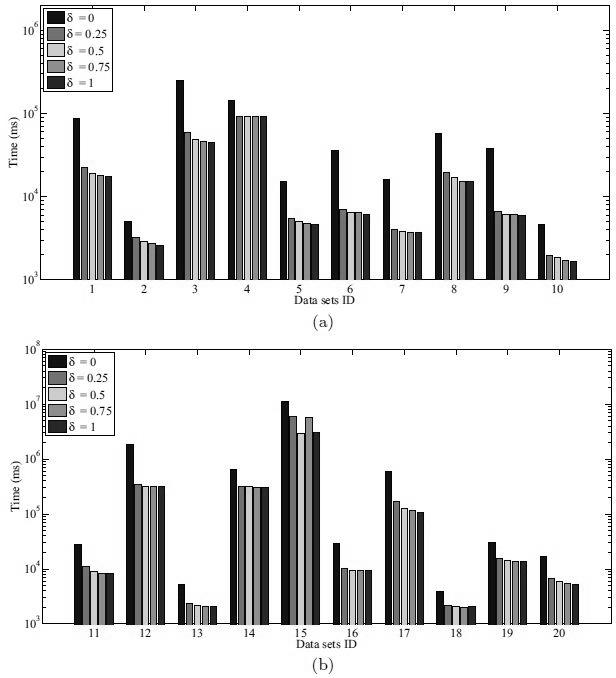 δ = 0
δ = 0.25
δ = 0.5
δ = 0.75
δ = 1
10^6
10^5
10^4
10^3
Time (ms)
1 2 3 4 5 6 7 8 9 10
Data sets ID
(a)
δ = 0
δ = 0.25
δ = 0.5
δ = 0.75
δ = 1
10^8
10^7
10^6
10^5
10^4
10^3
Time (ms)
11 12 13 14 15 16 17 18 19 20
Data sets ID
(b)